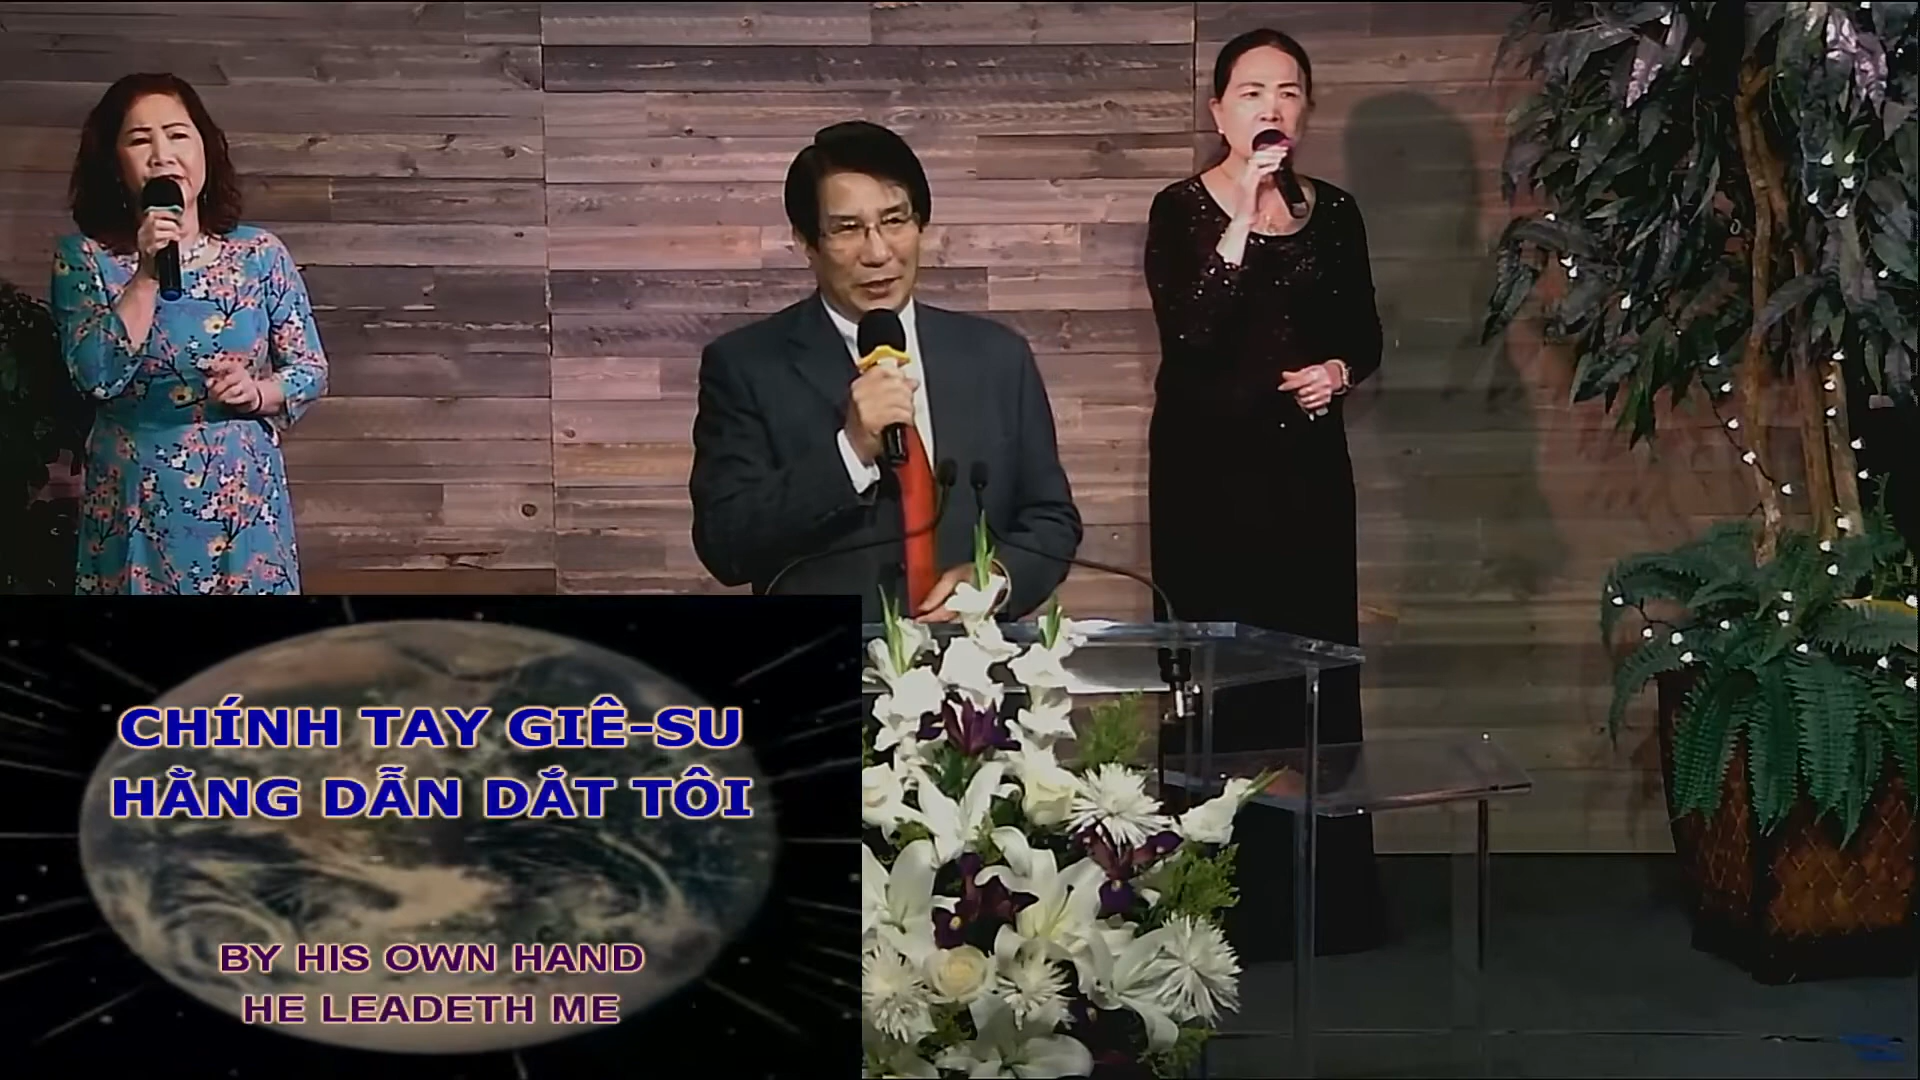 CHÍNH TAY GIÊ-SU
HẰNG DẪN DẮT TÔI
BY HIS OWN HAND
HE LEADETH ME